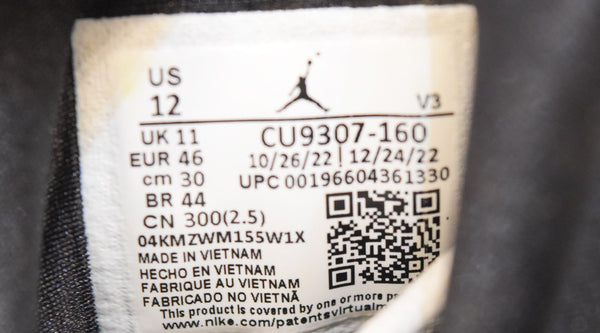 US
12
V3
UK 11
CU9307-160
EUR 46
10/26/22 | 12/24/22
cm 30
UPC 00196604361330
BR 44
CN 300(2.5)
04KMZWM155W1X
MADE IN VIETNAM
HECHO EN VIETNAM
FABRIQUE AU VIETNAM
FABRICADO NO VIETNÃ
This product is covered by one or more pa
www.nike.com/patentsvirtualm